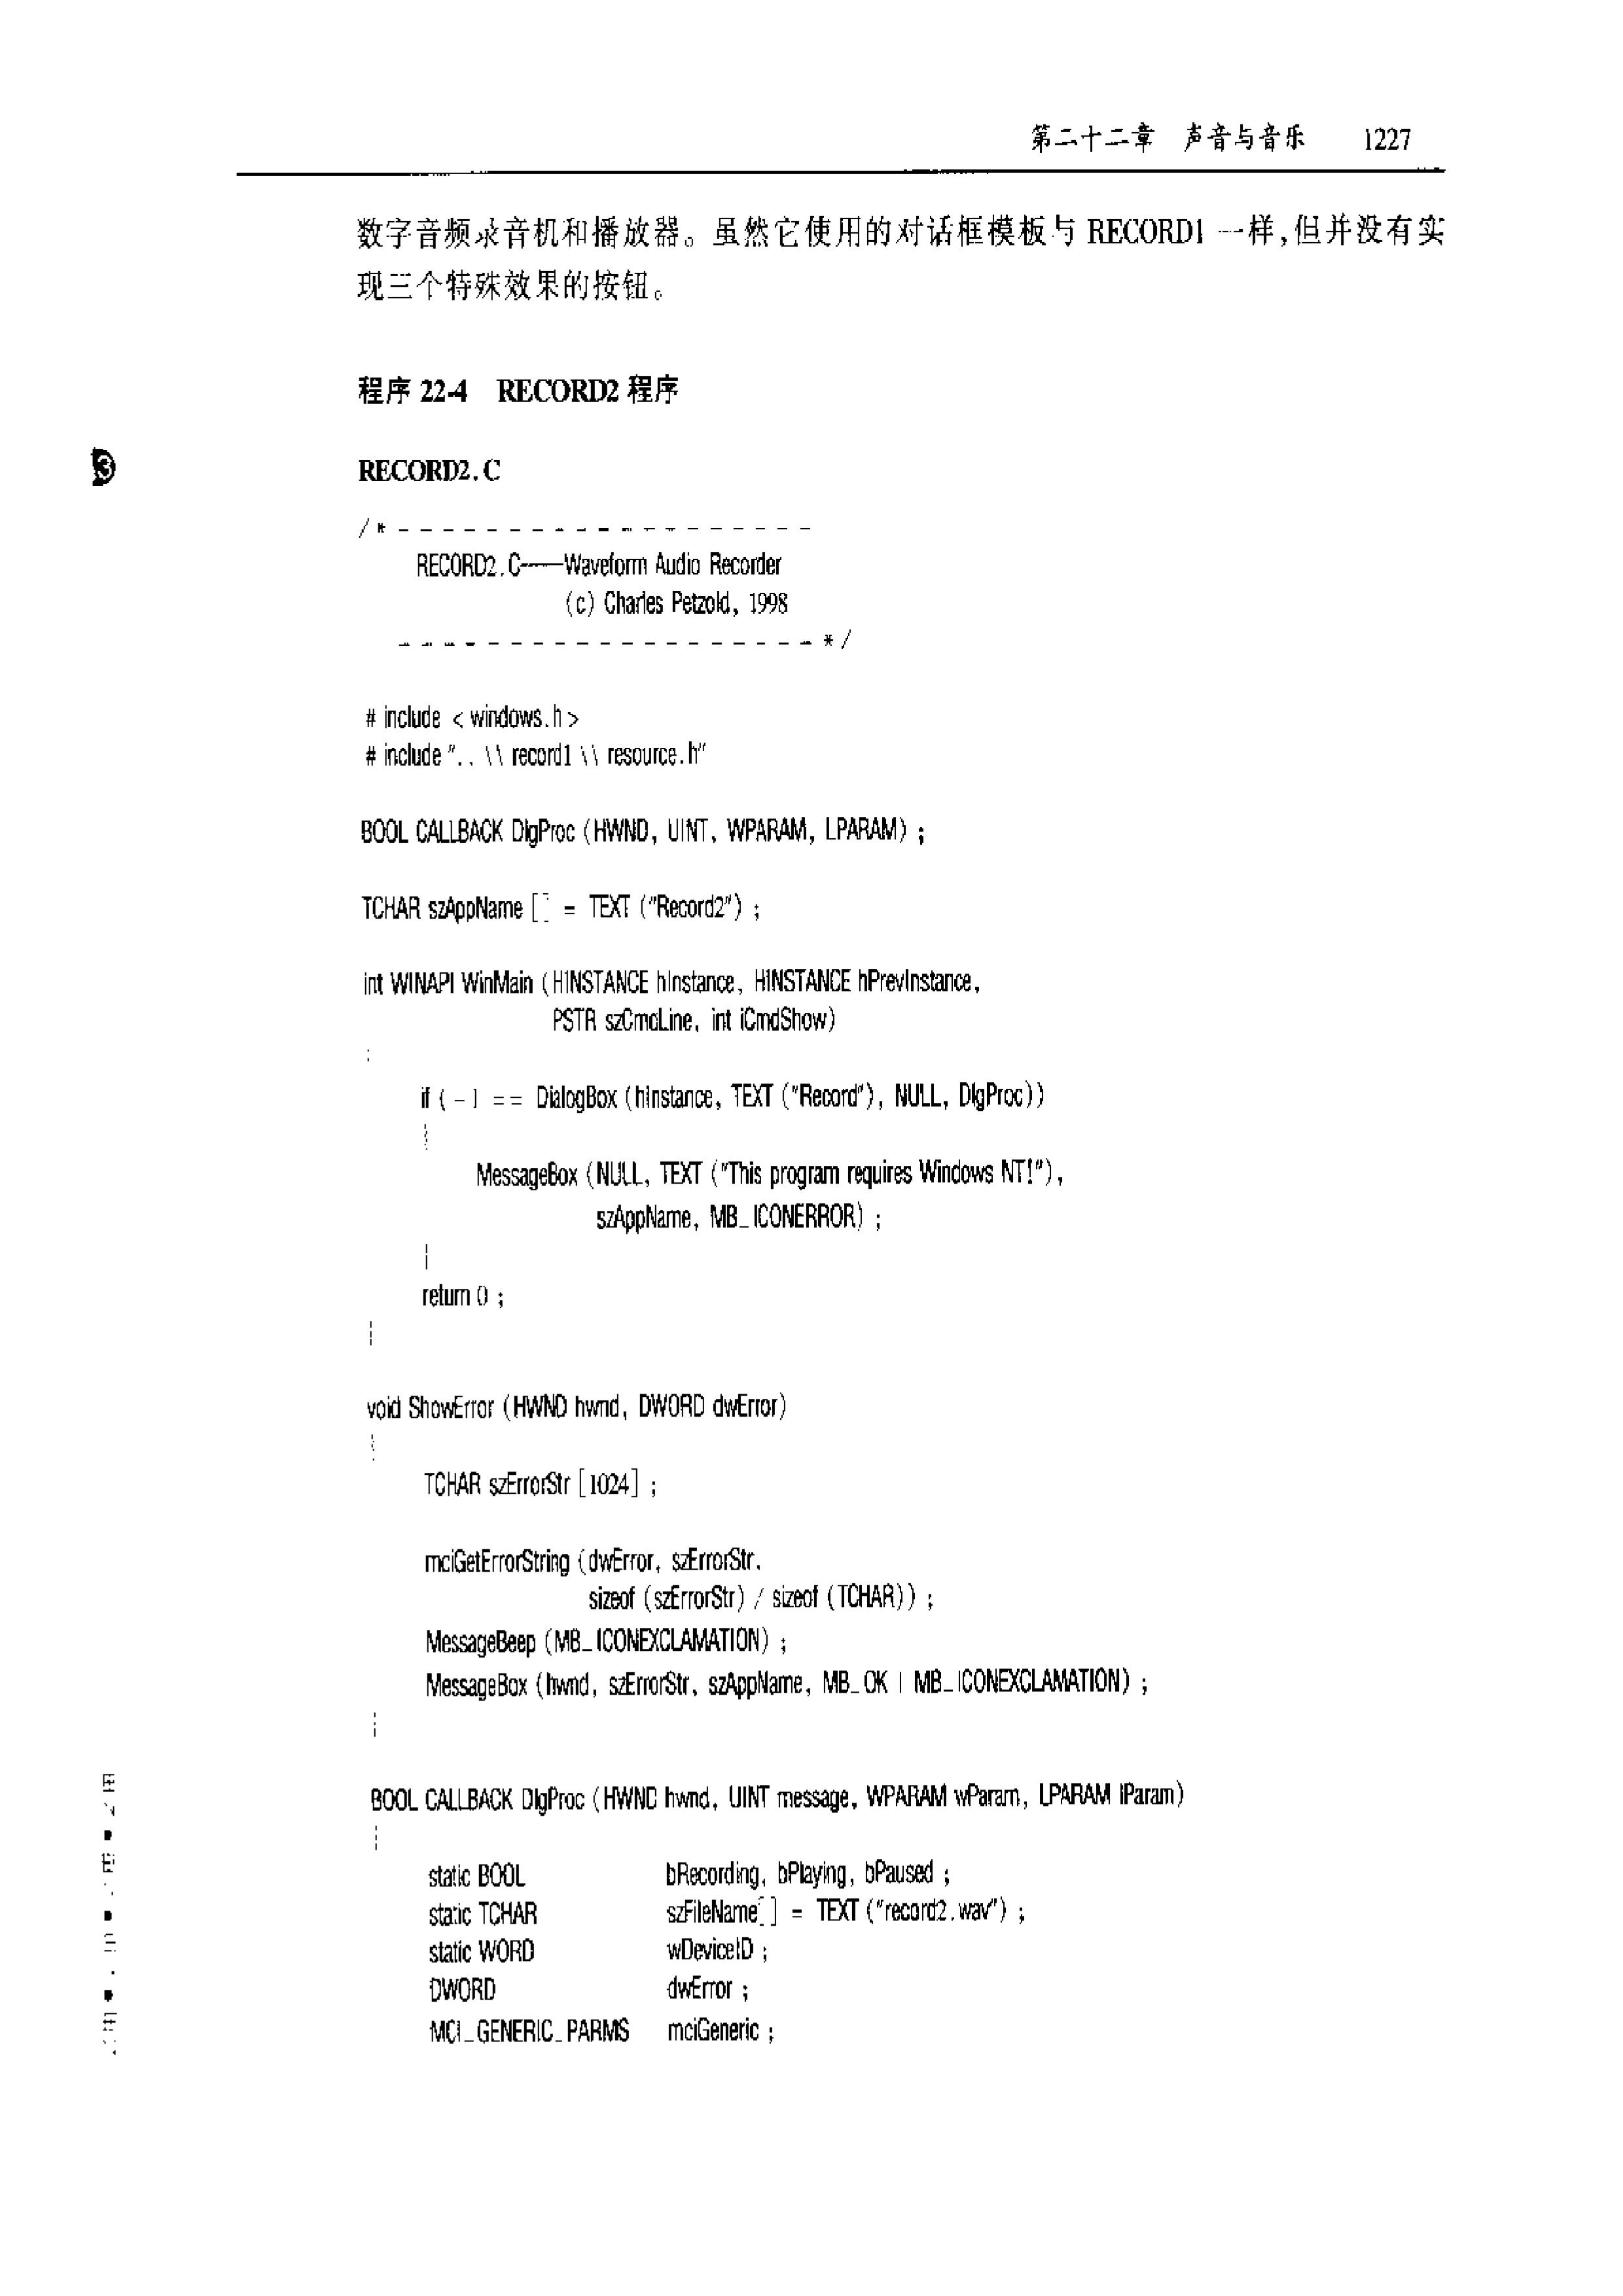 第二十二章 声音与音乐 1227
数字音频录音机和播放器。虽然它使用的对话框模板与 RECORD1 一样,但并没有实
现三个特殊效果的按钮。
程序 22-4 RECORD2 程序
RECORD2.C
/* - - - - - - - - - - - - - - - - - - -
RECORD2.C——Waveform Audio Recorder
(c) Charles Petzold, 1998
- - - - - - - - - - - - - - - - - - - */
# include < windows.h >
# include ".. \\ record1 \\ resource.h"
BOOL CALLBACK DlgProc (HWND, UINT, WPARAM, LPARAM) ;
TCHAR szAppName [] = TEXT ("Record2") ;
int WINAPI WinMain (HINSTANCE hInstance, HINSTANCE hPrevInstance,
PSTR szCmdLine, int iCmdShow)
{
if ( - 1 == DialogBox (hInstance, TEXT ("Record"), NULL, DlgProc))
{
MessageBox (NULL, TEXT ("This program requires Windows NT!"),
szAppName, MB_ICONERROR) ;
}
return 0 ;
}
void ShowError (HWND hwnd, DWORD dwError)
{
TCHAR szErrorStr [1024] ;
mciGetErrorString (dwError, szErrorStr,
sizeof (szErrorStr) / sizeof (TCHAR)) ;
MessageBeep (MB_ICONEXCLAMATION) ;
MessageBox (hwnd, szErrorStr, szAppName, MB_OK | MB_ICONEXCLAMATION) ;
}
BOOL CALLBACK DlgProc (HWND hwnd, UINT message, WPARAM wParam, LPARAM lParam)
{
static BOOL bRecording, bPlaying, bPaused ;
static TCHAR szFileName[] = TEXT ("record2.wav") ;
static WORD wDeviceID ;
DWORD dwError ;
MCI_GENERIC_PARMS mciGeneric ;